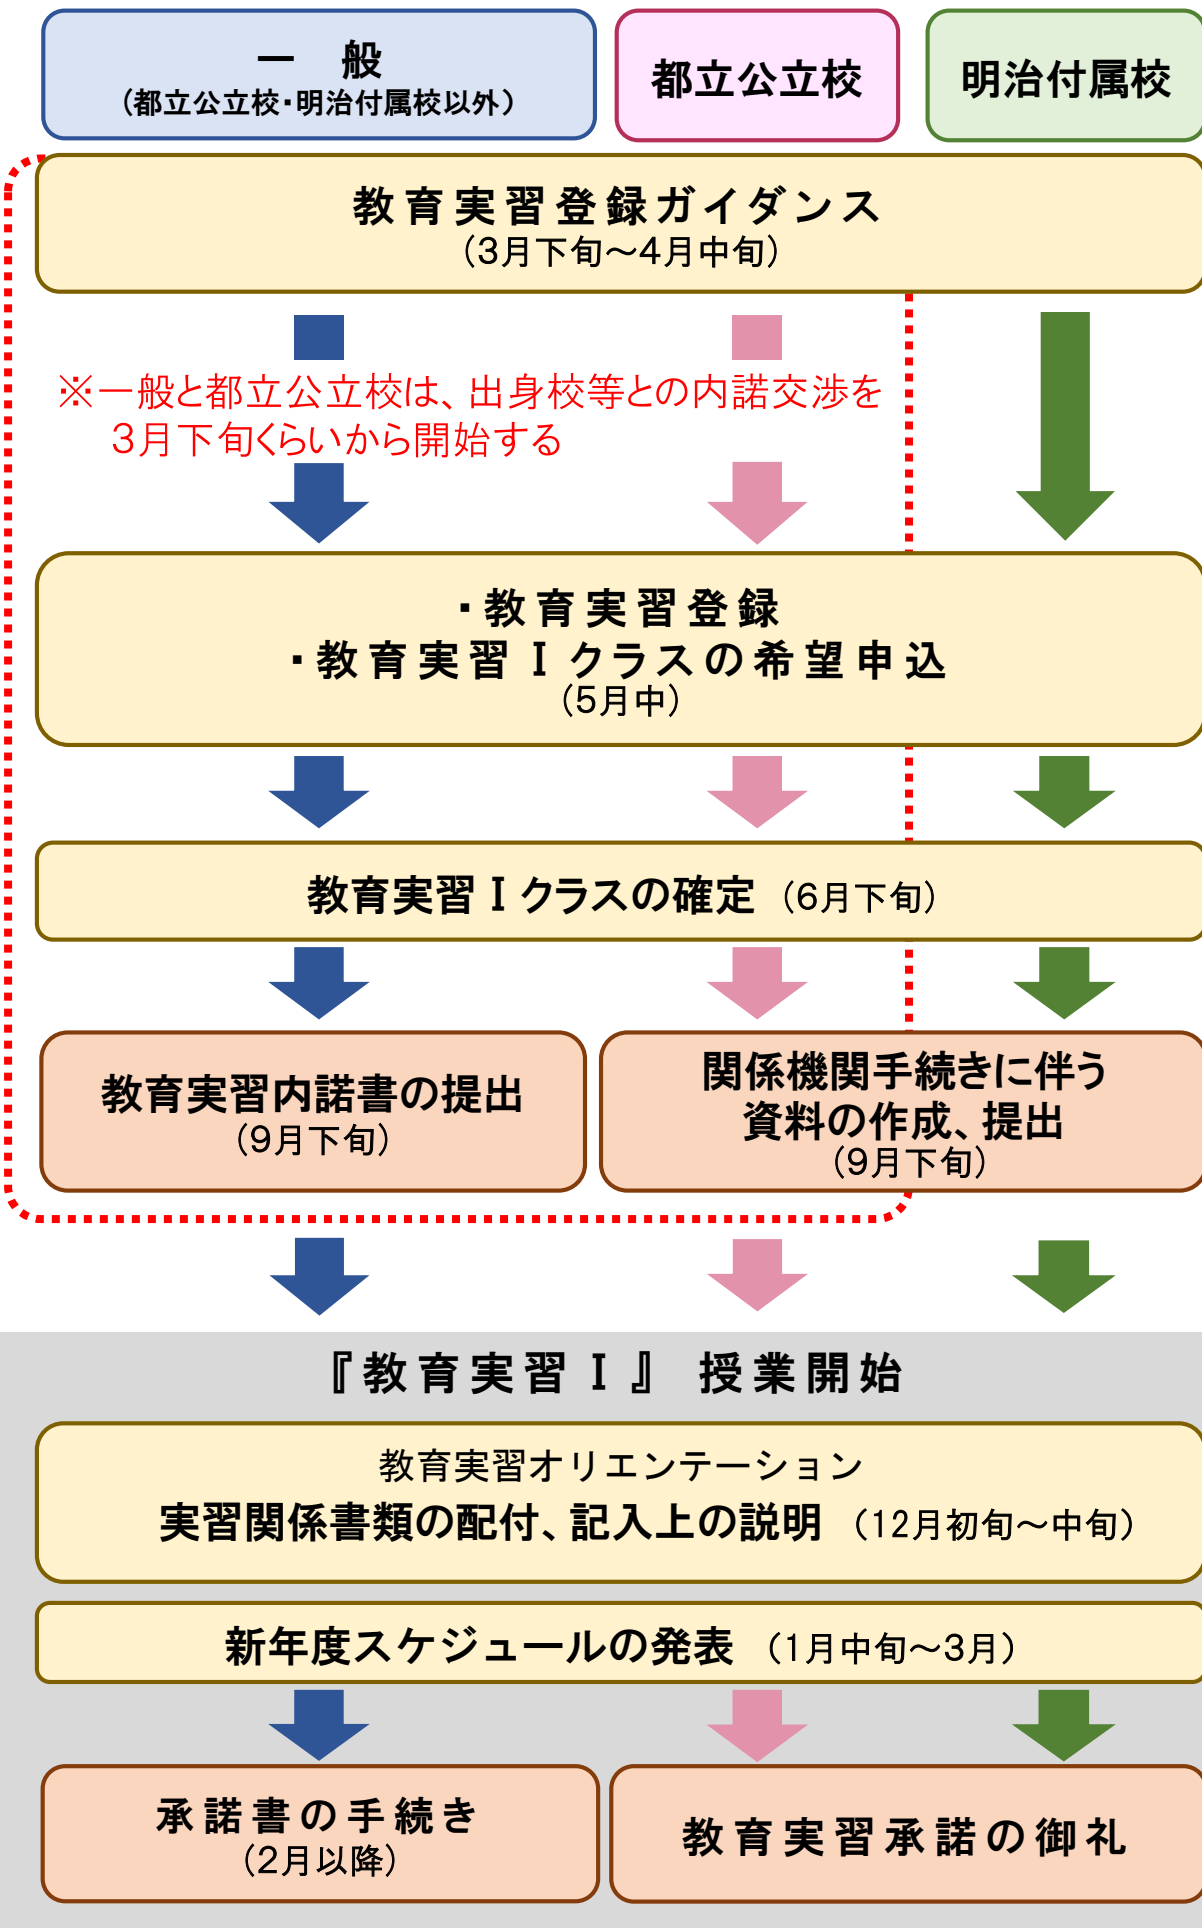 一　般
（都立公立校・明治付属校以外）
都立公立校
明治付属校
教育実習登録ガイダンス
（3月下旬～4月中旬）
※一般と都立公立校は、出身校等との内諾交渉を
3月下旬くらいから開始する
・教育実習登録
・教育実習Ⅰクラスの希望申込
（5月中）
教育実習Ⅰクラスの確定　（6月下旬）
教育実習内諾書の提出
（9月下旬）
関係機関手続きに伴う
資料の作成、提出
（9月下旬）
『教育実習Ⅰ』　授業開始
教育実習オリエンテーション
実習関係書類の配付、記入上の説明　（12月初旬～中旬）
新年度スケジュールの発表　（1月中旬～3月）
承諾書の手続き
（2月以降）
教育実習承諾の御礼